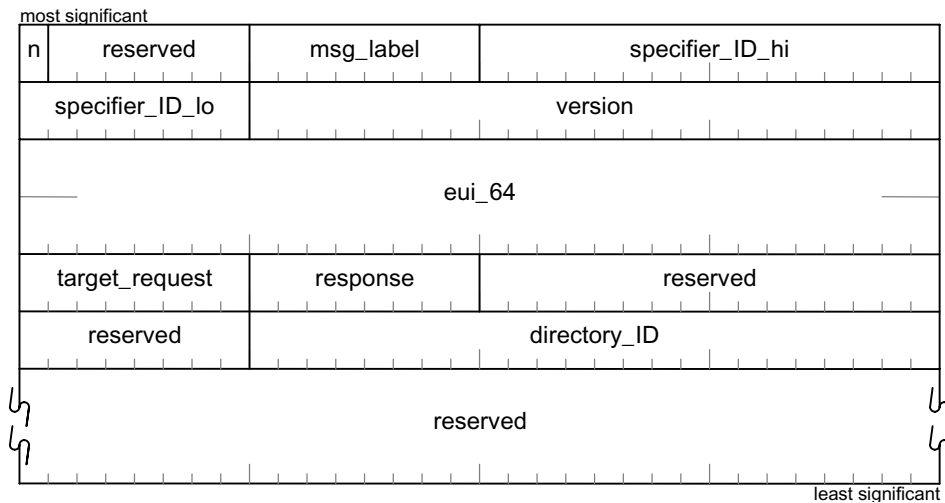 most significant
n reserved msg_label specifier_ID_hi
specifier_ID_lo version
eui_64
target_request response reserved
reserved directory_ID
reserved
least significant